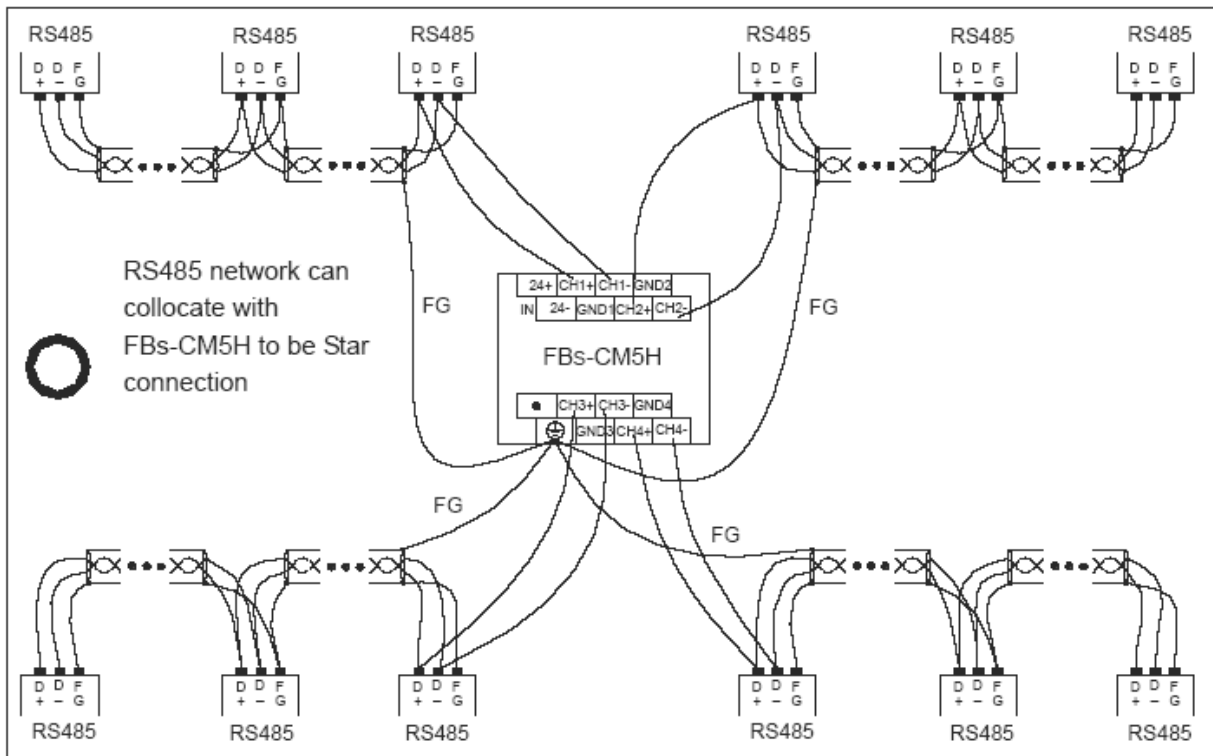 RS485 RS485 RS485 RS485 RS485 RS485
D D F D D F D D F D D F D D F D D F
+ − G + − G + − G + − G + − G + − G
RS485 network can
collocate with
FBs-CM5H to be Star
connection
FG
24+ CH1+ CH1- GND2
IN 24- GND1 CH2+ CH2-
FBs-CM5H
CH3+ CH3- GND4
GND3 CH4+ CH4-
FG
FG
FG
D D F D D F D D F D D F D D F D D F
+ − G + − G + − G + − G + − G + − G
RS485 RS485 RS485 RS485 RS485 RS485